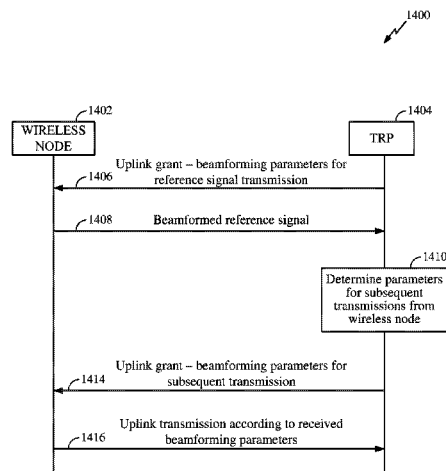 1400
1402
1404
WIRELESS
NODE
TRP
Uplink grant – beamforming parameters for
reference signal transmission
1406
1408
Beamformed reference signal
1410
Determine parameters
for subsequent
transmissions from
wireless node
Uplink grant – beamforming parameters for
subsequent transmission
1414
Uplink transmission according to received
beamforming parameters
1416